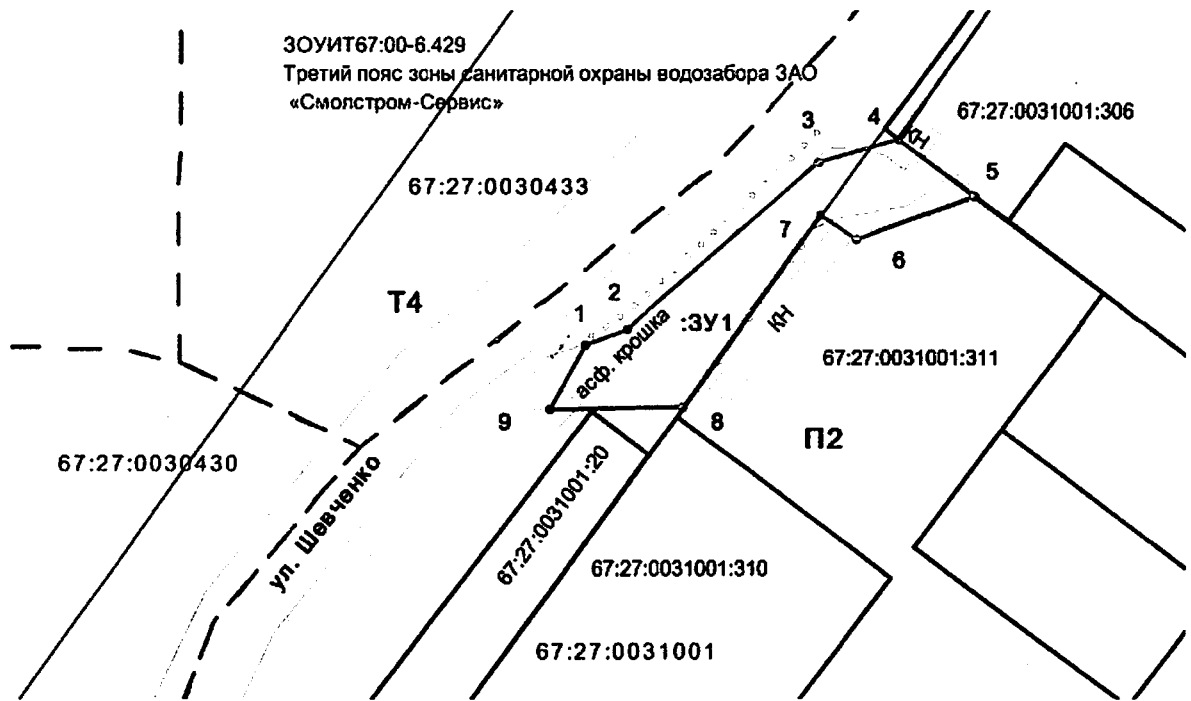 ЗОУИТ67:00-6.429
Третий пояс зоны санитарной охраны водозабора ЗАО
«Смолстром-Сервис»
67:27:0031001:306
3
4
КН
5
67:27:0030433
7
6
Т4
2
1
:ЗУ1
КН
асф. крошка
67:27:0031001:311
9
8
П2
67:27:0030430
ул. Шевченко
67:27:0031001:20
67:27:0031001:310
67:27:0031001